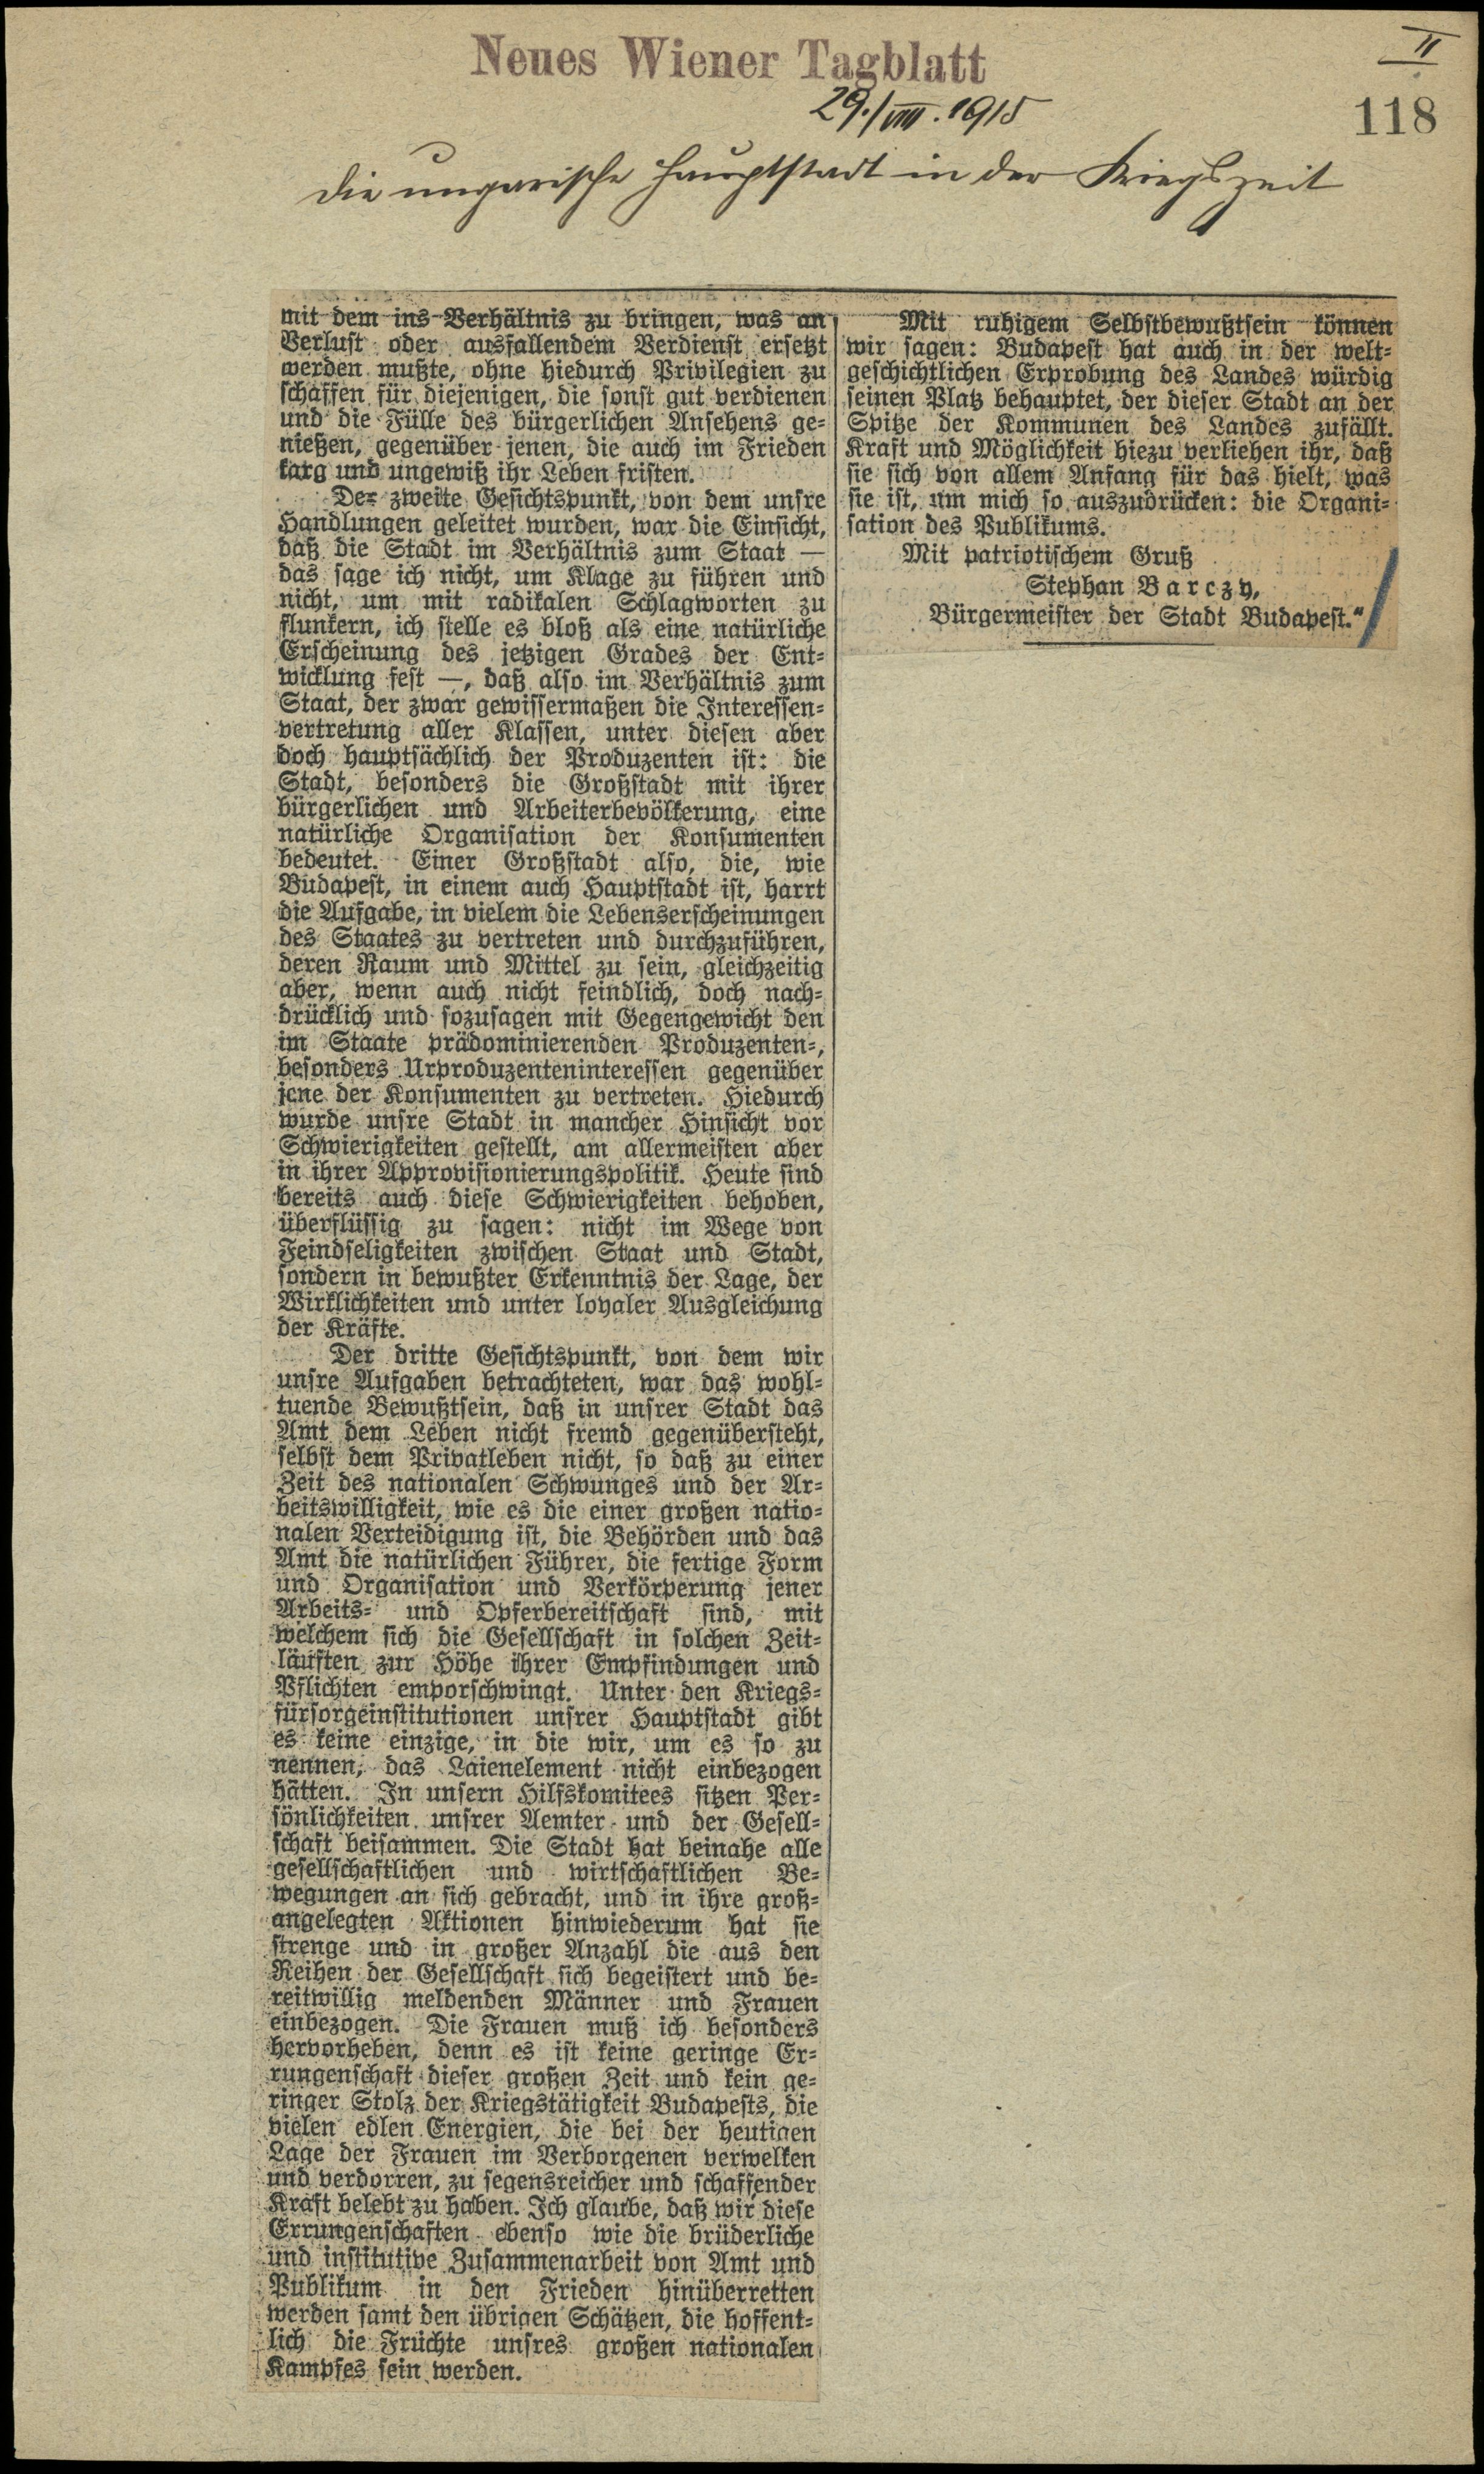 Neues Wiener Tagblatt
II
118
29./VIII. 1915
Die ungarische Hauptstadt in der Kriegszeit
mit dem ins Verhältnis zu bringen, was an
Verlust oder ausfallendem Verdienst ersetzt
werden mußte, ohne hiedurch Privilegien zu
schaffen für diejenigen, die sonst gut verdienen
und die Fülle des bürgerlichen Ansehens ge-
nießen, gegenüber jenen, die auch im Frieden
karg und ungewiß ihr Leben fristen.
Der zweite Gesichtspunkt, von dem unsre
Handlungen geleitet wurden, war die Einsicht,
daß die Stadt im Verhältnis zum Staat —
das sage ich nicht, um Klage zu führen und
nicht, um mit radikalen Schlagworten zu
flunkern, ich stelle es bloß als eine natürliche
Erscheinung des jetzigen Grades der Ent-
wicklung fest —, daß also im Verhältnis zum
Staat, der zwar gewissermaßen die Interessen-
vertretung aller Klassen, unter diesen aber
doch hauptsächlich der Produzenten ist: die
Stadt, besonders die Großstadt mit ihrer
bürgerlichen und Arbeiterbevölkerung, eine
natürliche Organisation der Konsumenten
bedeutet. Einer Großstadt also, die, wie
Budapest, in einem auch Hauptstadt ist, harrt
die Aufgabe, in vielem die Lebenserscheinungen
des Staates zu vertreten und durchzuführen,
deren Raum und Mittel zu sein, gleichzeitig
aber, wenn auch nicht feindlich, doch nach-
drücklich und sozusagen mit Gegengewicht den
im Staate prädominierenden Produzenten-,
besonders Urproduzenteninteressen gegenüber
jene der Konsumenten zu vertreten. Hiedurch
wurde unsre Stadt in mancher Hinsicht vor
Schwierigkeiten gestellt, am allermeisten aber
in ihrer Approvisionierungspolitik. Heute sind
bereits auch diese Schwierigkeiten behoben,
überflüssig zu sagen: nicht im Wege von
Feindseligkeiten zwischen Staat und Stadt,
sondern in bewußter Erkenntnis der Lage, der
Wirklichkeiten und unter loyaler Ausgleichung
der Kräfte.
Der dritte Gesichtspunkt, von dem wir
unsre Aufgaben betrachteten, war das wohl-
tuende Bewußtsein, daß in unsrer Stadt das
Amt dem Leben nicht fremd gegenübersteht,
selbst dem Privatleben nicht, so daß zu einer
Zeit des nationalen Schwunges und der Ar-
beitswilligkeit, wie es die einer großen natio-
nalen Verteidigung ist, die Behörden und das
Amt die natürlichen Führer, die fertige Form
und Organisation und Verkörperung jener
Arbeits- und Opferbereitschaft sind, mit
welchem sich die Gesellschaft in solchen Zeit-
läuften zur Höhe ihrer Empfindungen und
Pflichten emporschwingt. Unter den Kriegs-
fürsorgeinstitutionen unsrer Hauptstadt gibt
es keine einzige, in die wir, um es so zu
nennen, das Laienelement nicht einbezogen
hätten. In unsern Hilfskomitees sitzen Per-
sönlichkeiten unsrer Aemter und der Gesell-
schaft beisammen. Die Stadt hat beinahe alle
gesellschaftlichen und wirtschaftlichen Be-
wegungen an sich gebracht, und in ihre groß-
angelegten Aktionen hinwiederum hat sie
strenge und in großer Anzahl die aus den
Reihen der Gesellschaft sich begeistert und be-
reitwillig meldenden Männer und Frauen
einbezogen. Die Frauen muß ich besonders
hervorheben, denn es ist keine geringe Er-
rungenschaft dieser großen Zeit und kein ge-
ringer Stolz der Kriegstätigkeit Budapests, die
vielen edlen Energien, die bei der heutigen
Lage der Frauen im Verborgenen verwelken
und verdorren, zu segensreicher und schaffender
Kraft belebt zu haben. Ich glaube, daß wir diese
Errungenschaften ebenso wie die brüderliche
und institutive Zusammenarbeit von Amt und
Publikum in den Frieden hinüberretten
werden samt den übrigen Schätzen, die hoffent-
lich die Früchte unsres großen nationalen
Kampfes sein werden.
Mit ruhigem Selbstbewußtsein können
wir sagen: Budapest hat auch in der welt-
geschichtlichen Erprobung des Landes würdig
seinen Platz behauptet, der dieser Stadt an der
Spitze der Kommunen des Landes zufällt.
Kraft und Möglichkeit hiezu verliehen ihr, daß
sie sich von allem Anfang für das hielt, was
sie ist, um mich so auszudrücken: die Organi-
sation des Publikums.
Mit patriotischem Gruß
Stephan Barczy,
Bürgermeister der Stadt Budapest.“